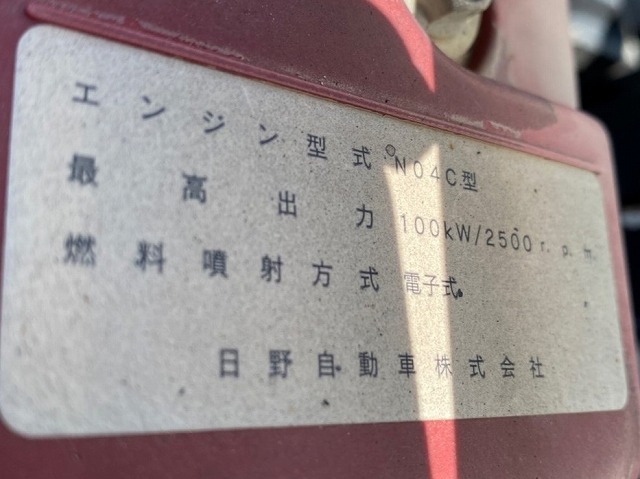 エンジン型式 N04C型
最高出力 100kW/2500r.p.m.
燃料噴射方式 電子式
日野自動車株式会社